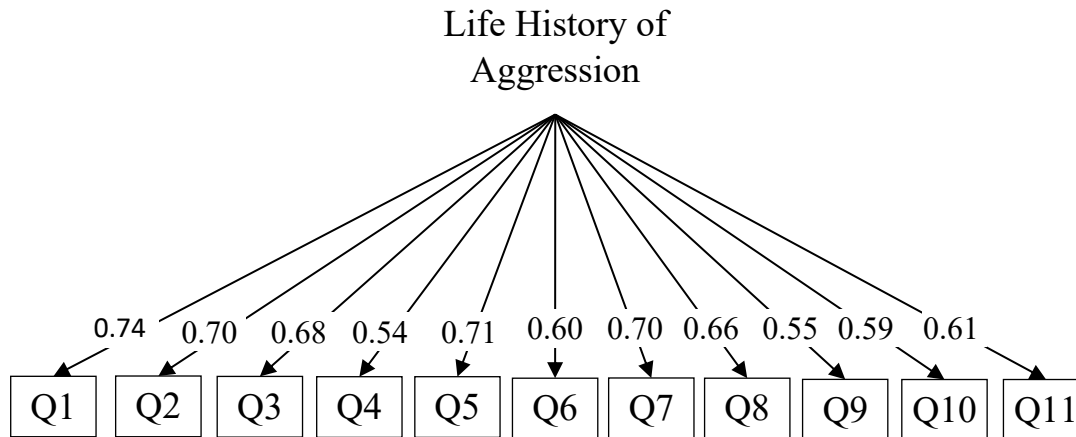 Life History of
Aggression
0.74 0.70 0.68 0.54 0.71 0.60 0.70 0.66 0.55 0.59 0.61
Q1 Q2 Q3 Q4 Q5 Q6 Q7 Q8 Q9 Q10 Q11